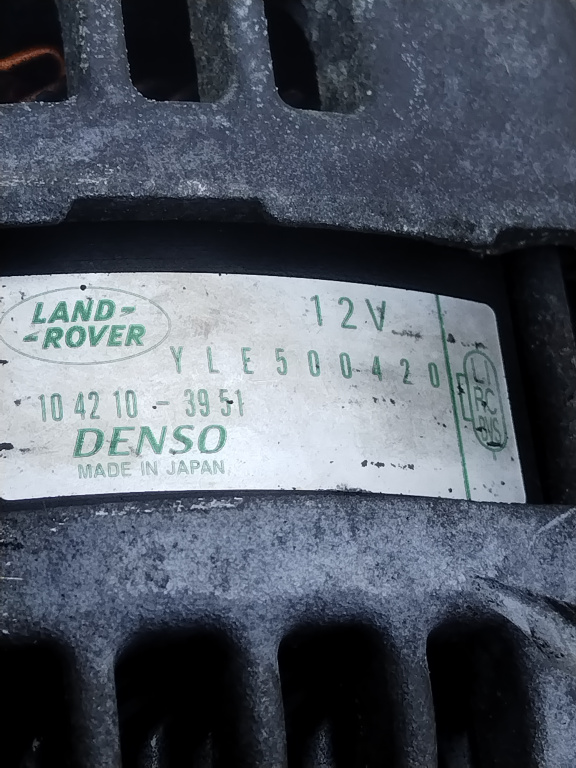 LAND-
-ROVER
12V
YLE500420
104210-3951
DENSO
MADE IN JAPAN
L
RC